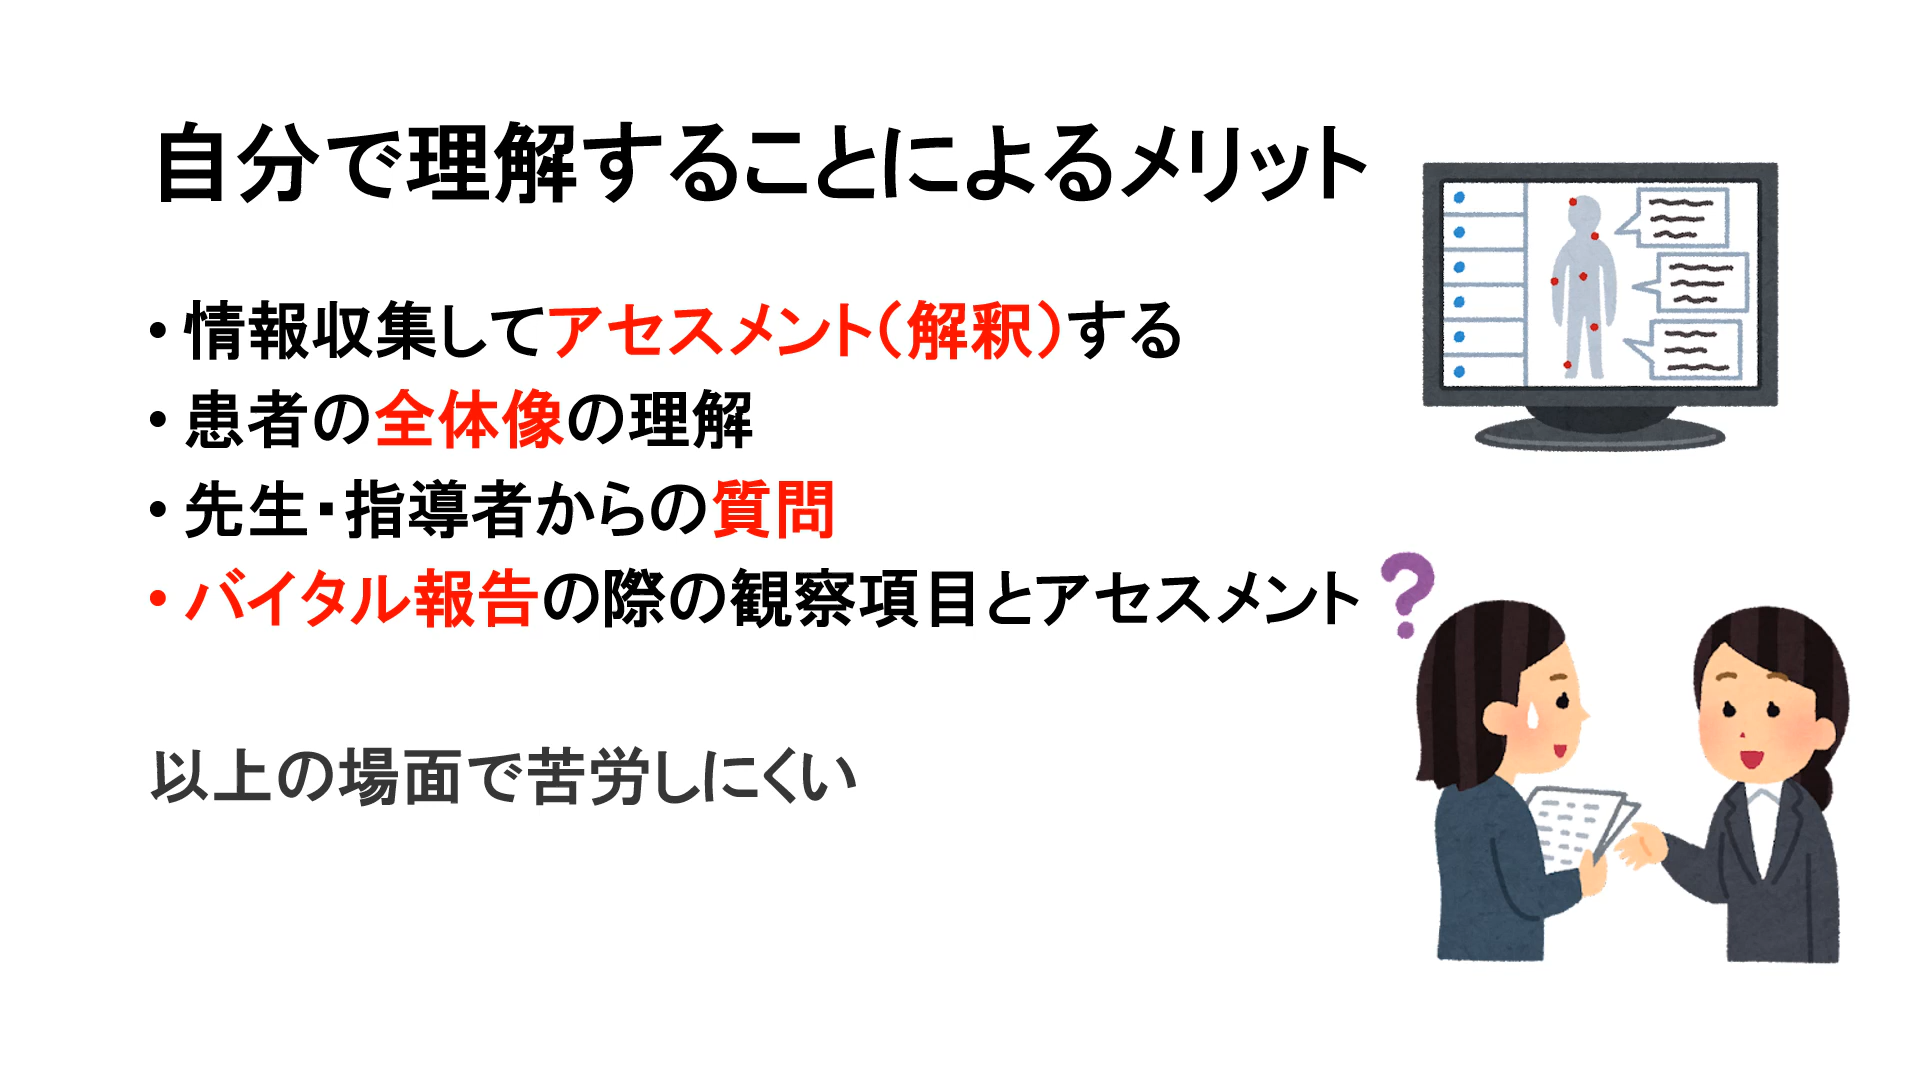 自分で理解することによるメリット
• 情報収集してアセスメント（解釈）する
• 患者の全体像の理解
• 先生・指導者からの質問
• バイタル報告の際の観察項目とアセスメント
?
以上の場面で苦労しにくい